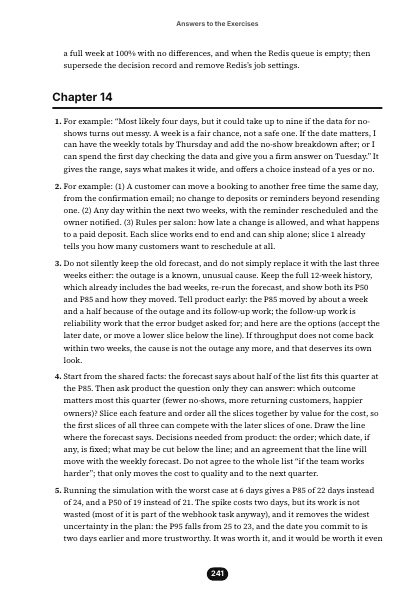 Answers to the Exercises
a full week at 100% with no differences, and when the Redis queue is empty; then
supersede the decision record and remove Redis's job settings.
Chapter 14
1. For example: "Most likely four days, but it could take up to nine if the data for no-
shows turns out messy. A week is a fair chance, not a safe one. If the date matters, I
can have the weekly totals by Thursday and add the no-show breakdown after; or I
can spend the first day checking the data and give you a firm answer on Tuesday." It
gives the range, says what makes it wide, and offers a choice instead of a yes or no.
2. For example: (1) A customer can move a booking to another free time the same day,
from the confirmation email; no change to deposits or reminders beyond resending
one. (2) Any day within the next two weeks, with the reminder rescheduled and the
owner notified. (3) Rules per salon: how late a change is allowed, and what happens
to a paid deposit. Each slice works end to end and can ship alone; slice 1 already
tells you how many customers want to reschedule at all.
3. Do not silently keep the old forecast, and do not simply replace it with the last three
weeks either: the outage is a known, unusual cause. Keep the full 12-week history,
which already includes the bad weeks, re-run the forecast, and show both its P50
and P85 and how they moved. Tell product early: the P85 moved by about a week
and a half because of the outage and its follow-up work; the follow-up work is
reliability work that the error budget asked for; and here are the options (accept the
later date, or move a lower slice below the line). If throughput does not come back
within two weeks, the cause is not the outage any more, and that deserves its own
look.
4. Start from the shared facts: the forecast says about half of the list fits this quarter at
the P85. Then ask product the question only they can answer: which outcome
matters most this quarter (fewer no-shows, more returning customers, happier
owners)? Slice each feature and order all the slices together by value for the cost, so
the first slices of all three can compete with the later slices of one. Draw the line
where the forecast says. Decisions needed from product: the order; which date, if
any, is fixed; what may be cut below the line; and an agreement that the line will
move with the weekly forecast. Do not agree to the whole list "if the team works
harder"; that only moves the cost to quality and to the next quarter.
5. Running the simulation with the worst case at 6 days gives a P85 of 22 days instead
of 24, and a P50 of 19 instead of 21. The spike costs two days, but its work is not
wasted (most of it is part of the webhook task anyway), and it removes the widest
uncertainty in the plan: the P95 falls from 25 to 23, and the date you commit to is
two days earlier and more trustworthy. It was worth it, and it would be worth it even
241